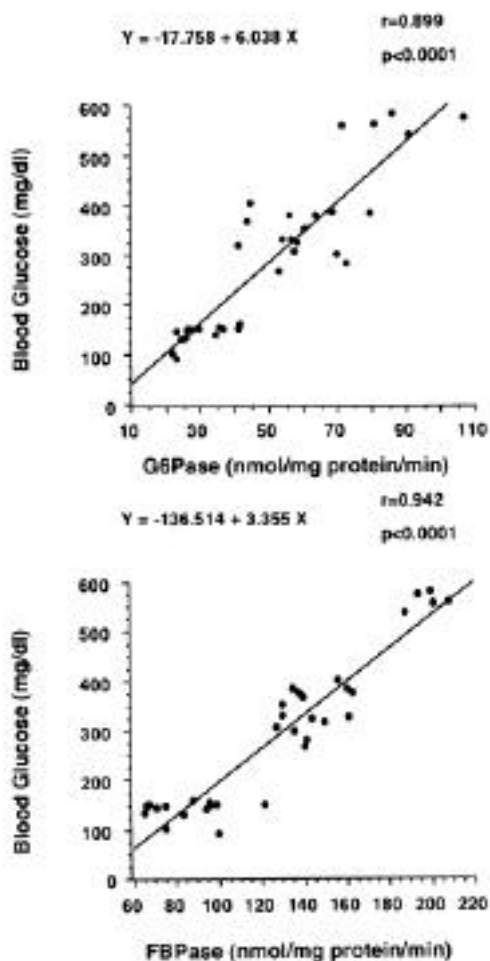 r=0.899
Y = -17.758 + 6.038 X
p<0.0001
600
500
400
300
200
100
0
Blood Glucose (mg/dl)
10 30 50 70 90 110
G6Pase (nmol/mg protein/min)
r=0.942
Y = -136.514 + 3.355 X
p<0.0001
600
500
400
300
200
100
0
Blood Glucose (mg/dl)
60 80 100 120 140 160 180 200 220
FBPase (nmol/mg protein/min)